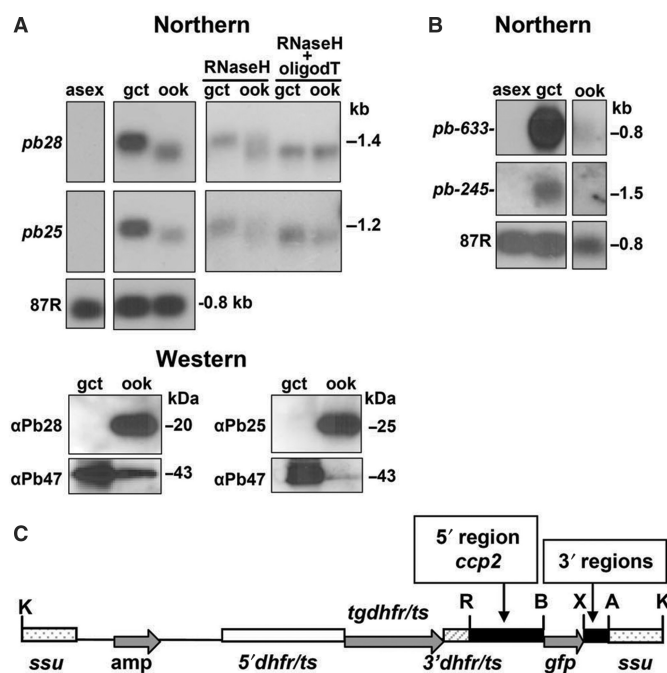 A
Northern
RNaseH
RNaseH
+
oligodT
asex gct ook gct ook gct ook
kb
pb28
–1.4
pb25
–1.2
87R
-0.8 kb
Western
gct ook kDa
αPb28
–20
αPb47
–43
gct ook kDa
αPb25
–25
αPb47
–43
B
Northern
asex gct ook
kb
pb-633-
–0.8
pb-245-
–1.5
87R
–0.8
C
5′ region
ccp2
3′ regions
K
tgdhfr/ts
R B X A K
ssu amp 5′dhfr/ts 3′dhfr/ts gfp ssu